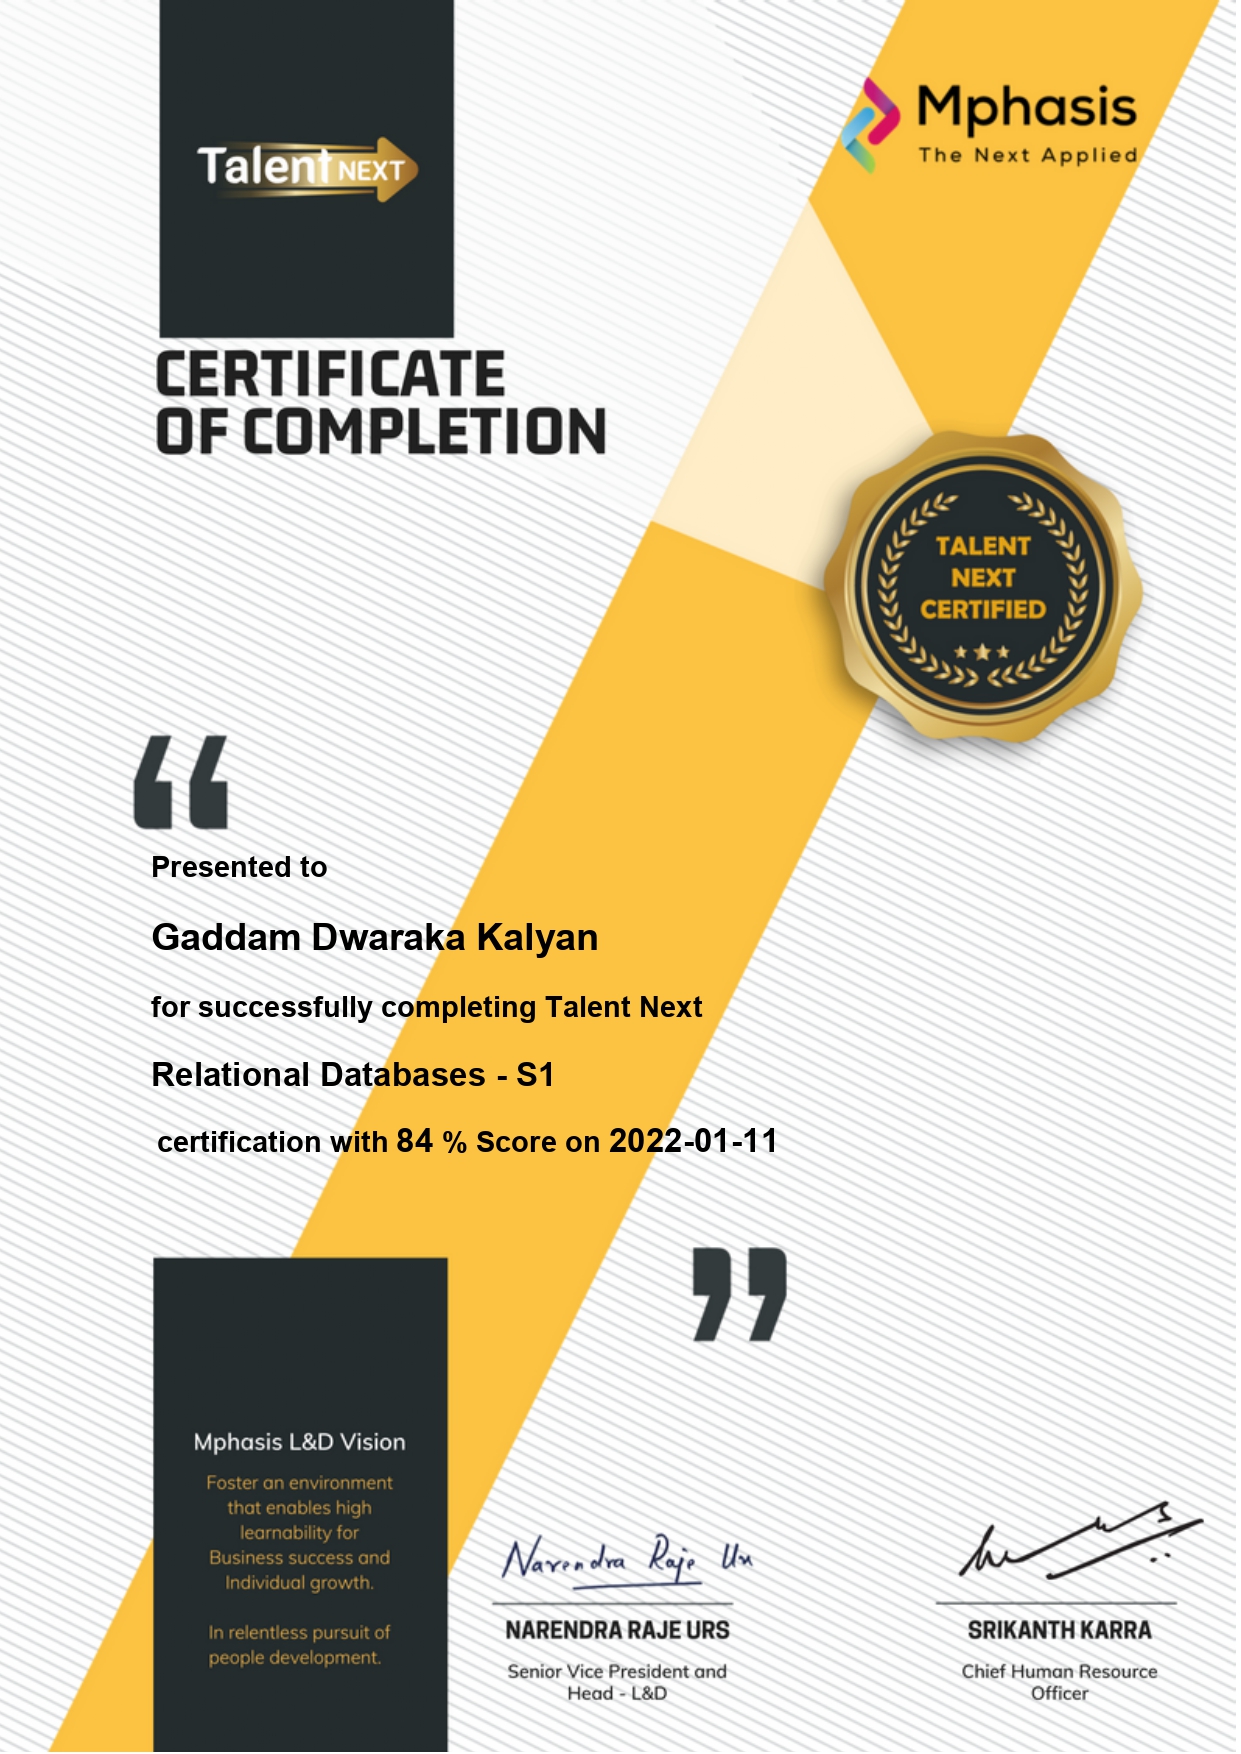 Talent NEXT
Mphasis
The Next Applied
CERTIFICATE
OF COMPLETION
TALENT
NEXT
CERTIFIED
“
Presented to
Gaddam Dwaraka Kalyan
for successfully completing Talent Next
Relational Databases - S1
certification with 84 % Score on 2022-01-11
”
Mphasis L&D Vision
Foster an environment
that enables high
learnability for
Business success and
Individual growth.
In relentless pursuit of
people development.
Narendra Raje Urs
NARENDRA RAJE URS
Senior Vice President and
Head - L&D
SRIKANTH KARRA
Chief Human Resource
Officer